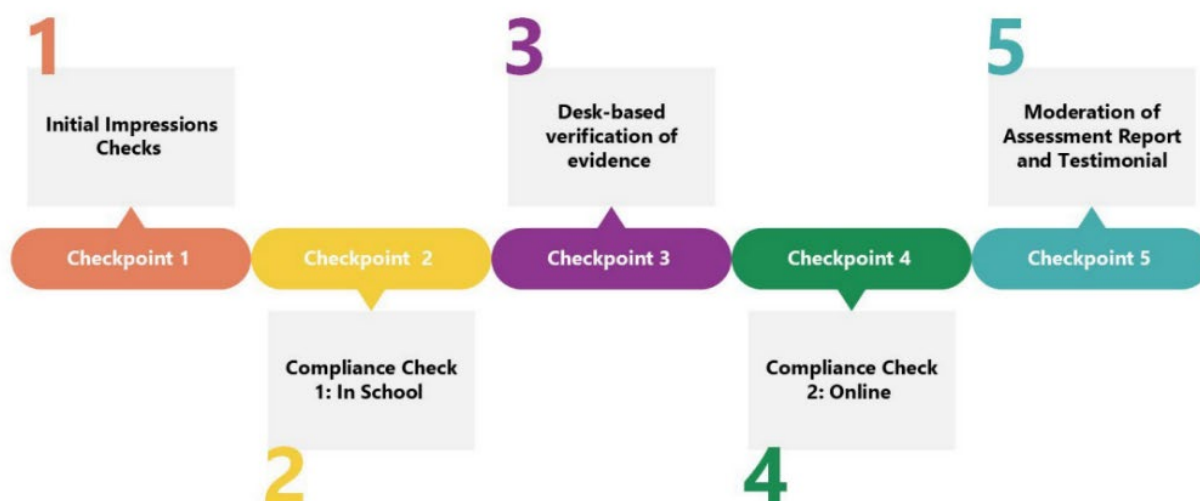 1
Initial Impressions
Checks
Checkpoint 1
Checkpoint 2
Compliance Check
1: In School
2
3
Desk-based
verification of
evidence
Checkpoint 3
Checkpoint 4
Compliance Check
2: Online
4
5
Moderation of
Assessment Report
and Testimonial
Checkpoint 5